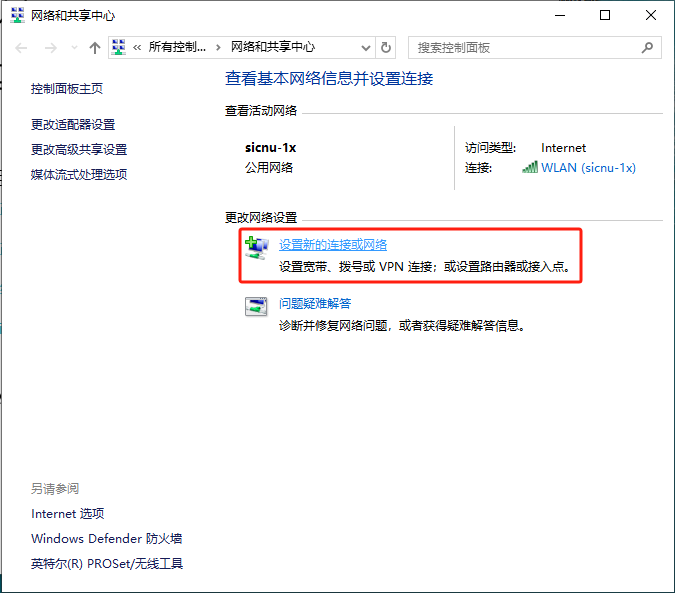 网络和共享中心
« 所有控制... › 网络和共享中心
搜索控制面板
控制面板主页
更改适配器设置
更改高级共享设置
媒体流式处理选项
查看基本网络信息并设置连接
查看活动网络
sicnu-1x
公用网络
访问类型: Internet
连接: WLAN (sicnu-1x)
更改网络设置
设置新的连接或网络
设置宽带、拨号或 VPN 连接；或设置路由器或接入点。
问题疑难解答
诊断并修复网络问题，或者获得疑难解答信息。
另请参阅
Internet 选项
Windows Defender 防火墙
英特尔(R) PROSet/无线工具